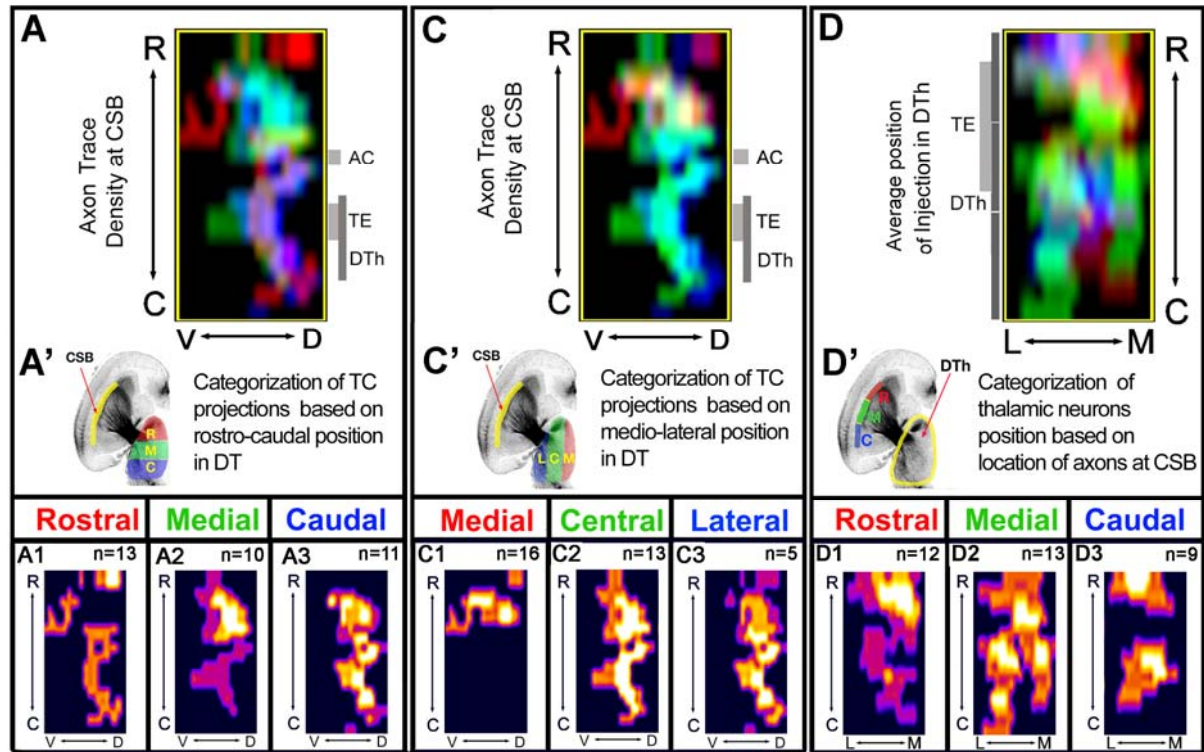 A
R
C
Axon Trace
Density at CSB
AC
TE
DTh
V
D
A'
CSB
R
M
C
Categorization of TC
projections based on
rostro-caudal position
in DT
Rostral
Medial
Caudal
A1
n=13
R
C
V
D
A2
n=10
A3
n=11
R
C
V
D
C
R
C
Axon Trace
Density at CSB
AC
TE
DTh
V
D
C'
CSB
L
C
M
Categorization of TC
projections based on
medio-lateral position
in DT
Medial
Central
Lateral
C1
n=16
R
C
V
D
C2
n=13
R
C
V
D
C3
n=5
R
C
V
D
D
TE
DTh
Average position
of Injection in DTh
R
C
L
M
D'
DTh
R
M
C
Categorization of
thalamic neurons
position based on
location of axons at CSB
Rostral
Medial
Caudal
D1
n=12
R
C
L
M
D2
n=13
R
C
L
M
D3
n=9
R
C
L
M